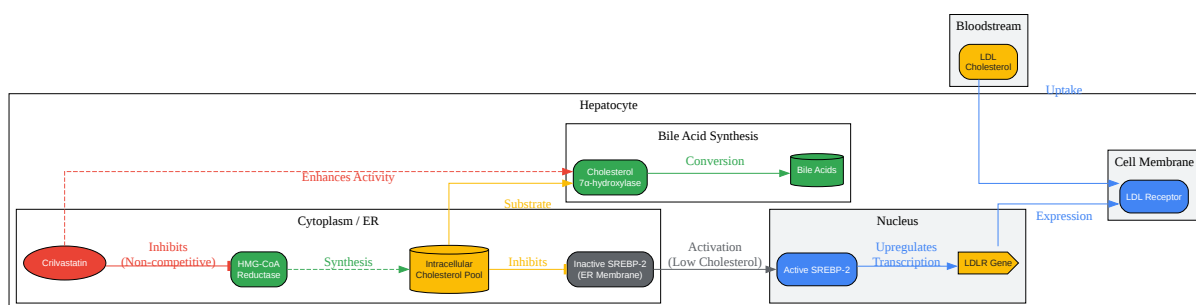 Bloodstream
LDL
Cholesterol
Uptake
Hepatocyte
Bile Acid Synthesis
Cholesterol
7α-hydroxylase
Conversion
Bile Acids
Cell Membrane
LDL Receptor
Enhances Activity
Substrate
Expression
Cytoplasm / ER
Nucleus
Crilvastatin
Inhibits
(Non-competitive)
HMG-CoA
Reductase
Synthesis
Intracellular
Cholesterol Pool
Inhibits
Inactive SREBP-2
(ER Membrane)
Activation
(Low Cholesterol)
Active SREBP-2
Upregulates
Transcription
LDLR Gene